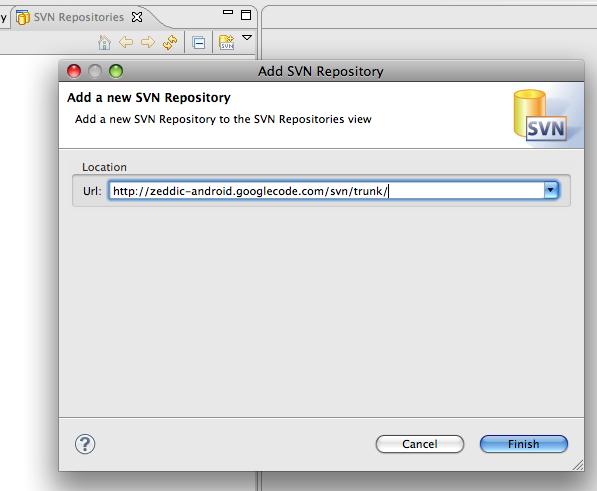 y
SVN Repositories
SVN
Add SVN Repository
Add a new SVN Repository
Add a new SVN Repository to the SVN Repositories view
SVN
Location
Url: http://zeddic-android.googlecode.com/svn/trunk/
? Cancel Finish